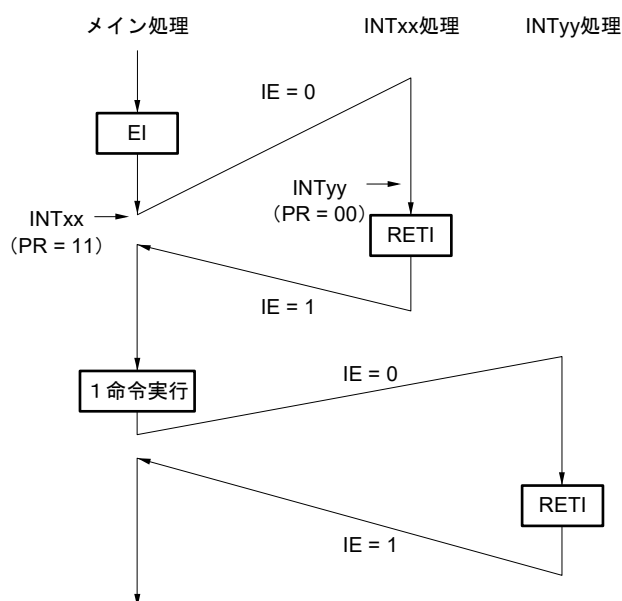 メイン処理
INTxx処理
INTyy処理
IE = 0
EI
INTyy
（PR = 00）
INTxx
（PR = 11）
RETI
IE = 1
IE = 0
１命令実行
RETI
IE = 1